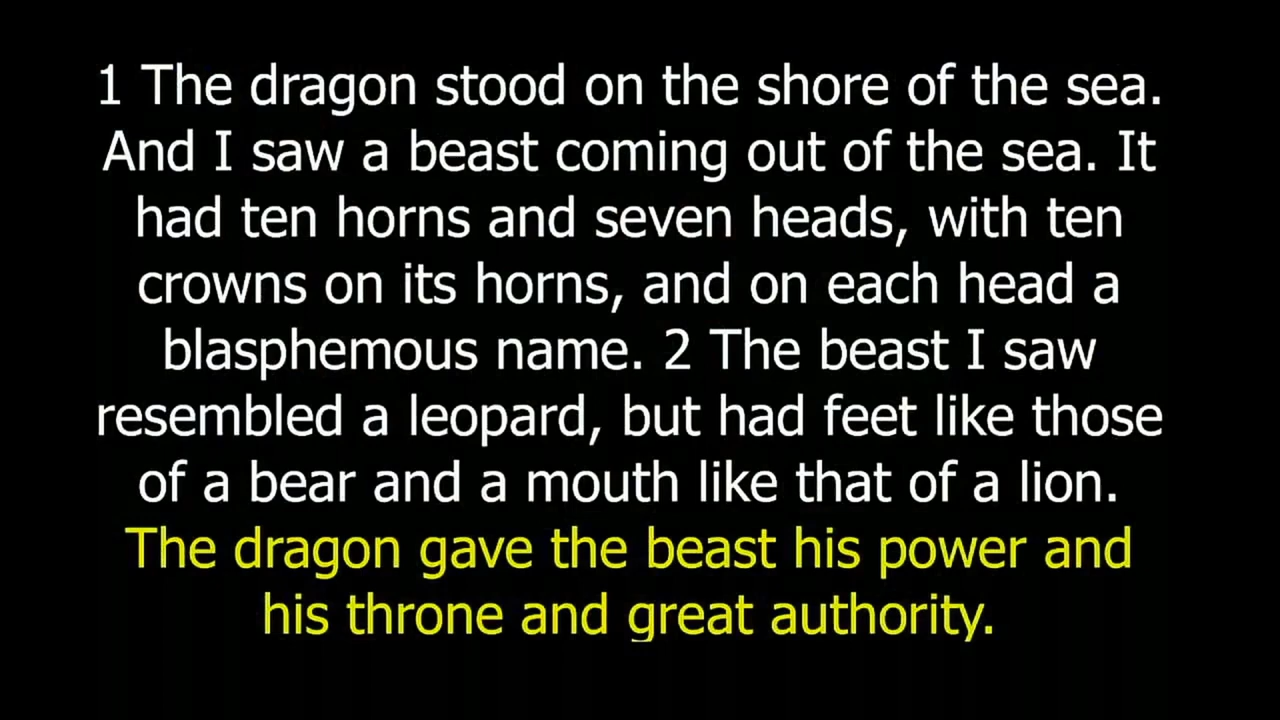 1 The dragon stood on the shore of the sea.
And I saw a beast coming out of the sea. It
had ten horns and seven heads, with ten
crowns on its horns, and on each head a
blasphemous name. 2 The beast I saw
resembled a leopard, but had feet like those
of a bear and a mouth like that of a lion.
The dragon gave the beast his power and
his throne and great authority.